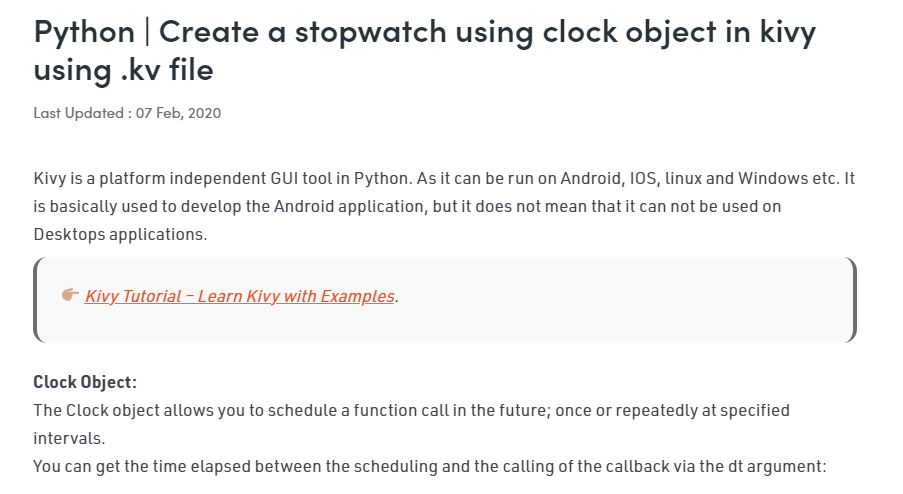 Python | Create a stopwatch using clock object in kivy
using .kv file
Last Updated : 07 Feb, 2020
Kivy is a platform independent GUI tool in Python. As it can be run on Android, IOS, linux and Windows etc. It
is basically used to develop the Android application, but it does not mean that it can not be used on
Desktops applications.
👉🏽 Kivy Tutorial – Learn Kivy with Examples.
Clock Object:
The Clock object allows you to schedule a function call in the future; once or repeatedly at specified
intervals.
You can get the time elapsed between the scheduling and the calling of the callback via the dt argument: